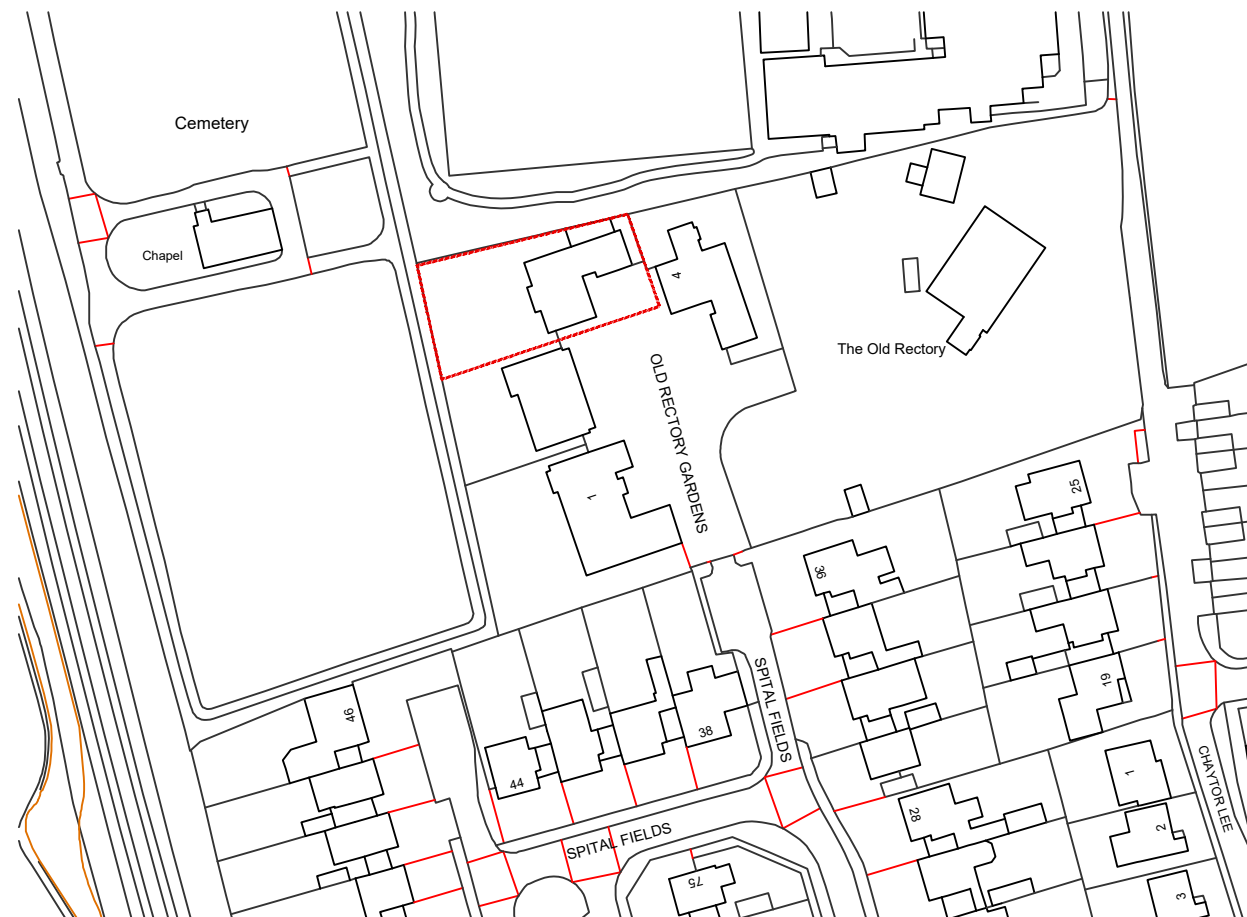 Cemetery
Chapel
4
The Old Rectory
OLD RECTORY GARDENS
1
25
36
19
SPITAL FIELDS
46
38
44
1
CHAYTOR LEE
28
2
SPITAL FIELDS
75
3